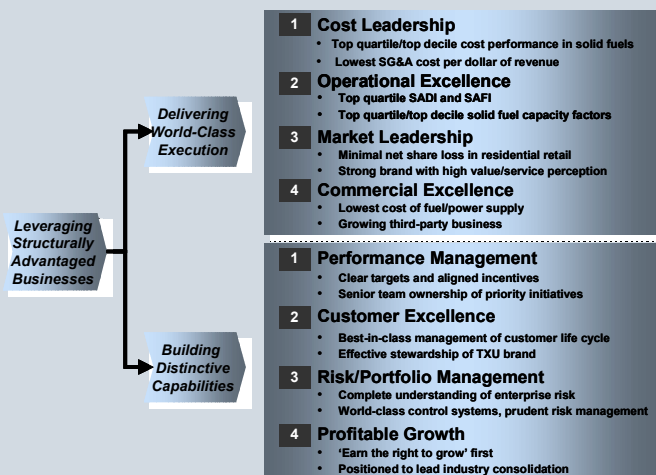 Leveraging
Structurally
Advantaged
Businesses
Delivering
World-Class
Execution
1 Cost Leadership
• Top quartile/top decile cost performance in solid fuels
• Lowest SG&A cost per dollar of revenue
2 Operational Excellence
• Top quartile SADI and SAFI
• Top quartile/top decile solid fuel capacity factors
3 Market Leadership
• Minimal net share loss in residential retail
• Strong brand with high value/service perception
4 Commercial Excellence
• Lowest cost of fuel/power supply
• Growing third-party business
Building
Distinctive
Capabilities
1 Performance Management
• Clear targets and aligned incentives
• Senior team ownership of priority initiatives
2 Customer Excellence
• Best-in-class management of customer life cycle
• Effective stewardship of TXU brand
3 Risk/Portfolio Management
• Complete understanding of enterprise risk
• World-class control systems, prudent risk management
4 Profitable Growth
• ‘Earn the right to grow’ first
• Positioned to lead industry consolidation